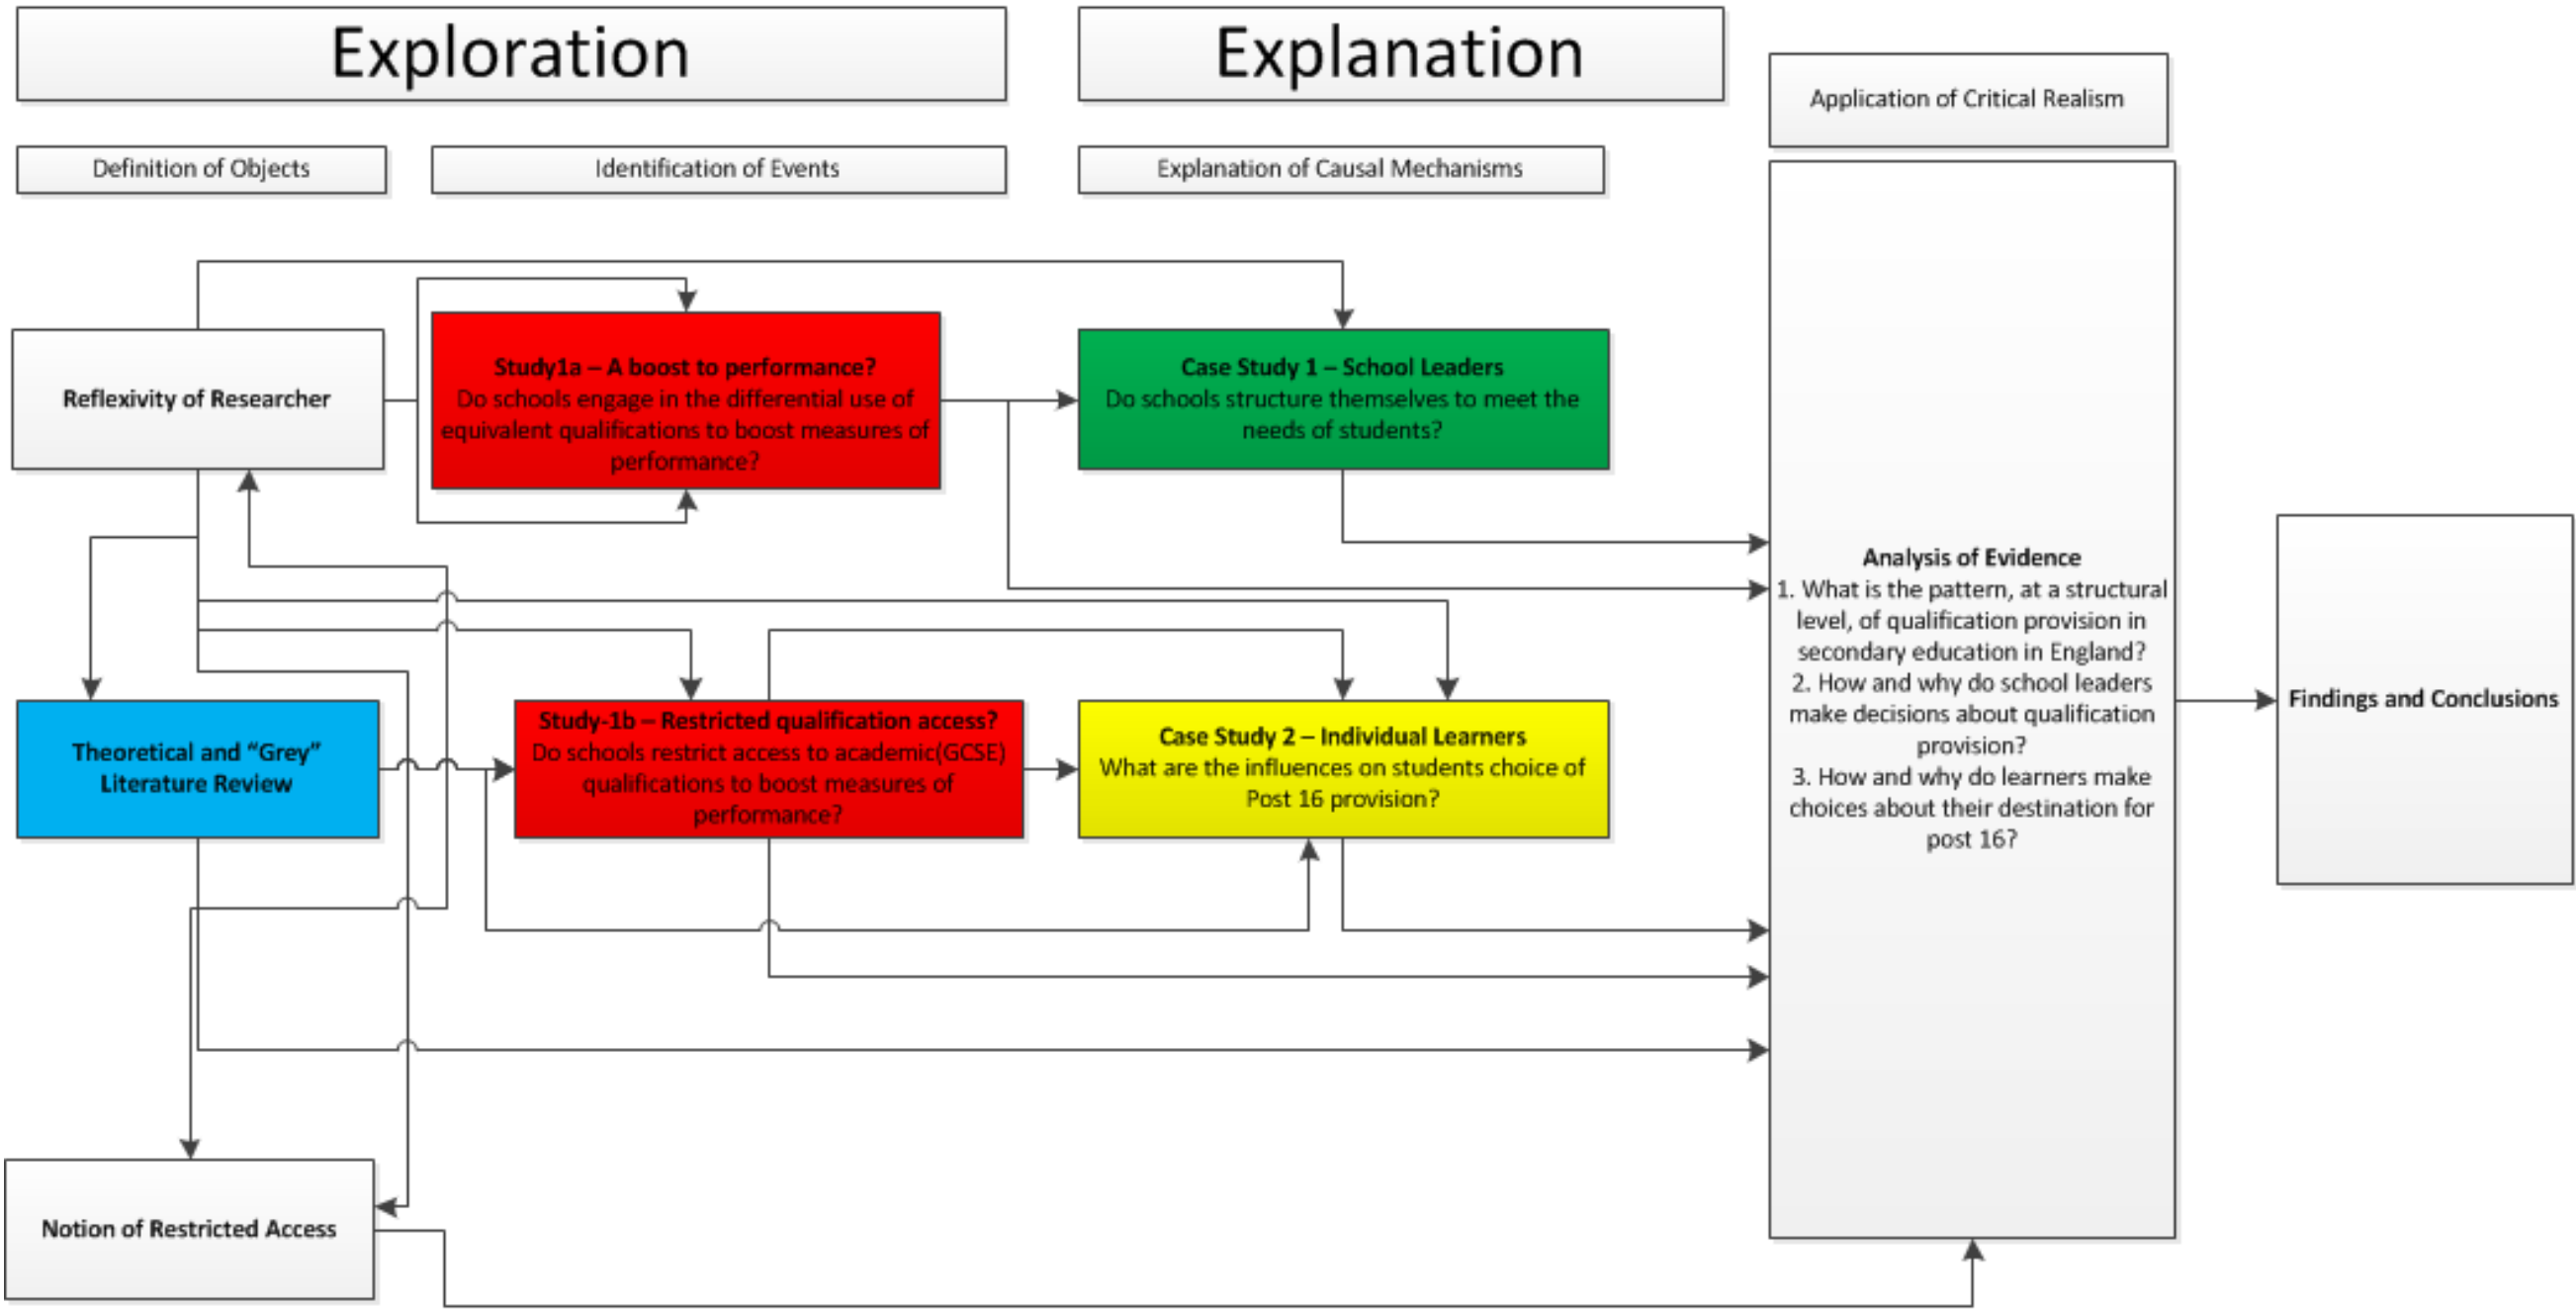 Exploration
Explanation
Application of Critical Realism
Definition of Objects
Identification of Events
Explanation of Causal Mechanisms
Reflexivity of Researcher
Study1a – A boost to performance?
Do schools engage in the differential use of
equivalent qualifications to boost measures of
performance?
Case Study 1 – School Leaders
Do schools structure themselves to meet the
needs of students?
Theoretical and “Grey”
Literature Review
Study-1b – Restricted qualification access?
Do schools restrict access to academic(GCSE)
qualifications to boost measures of
performance?
Case Study 2 – Individual Learners
What are the influences on students choice of
Post 16 provision?
Analysis of Evidence
1. What is the pattern, at a structural
level, of qualification provision in
secondary education in England?
2. How and why do school leaders
make decisions about qualification
provision?
3. How and why do learners make
choices about their destination for
post 16?
Findings and Conclusions
Notion of Restricted Access